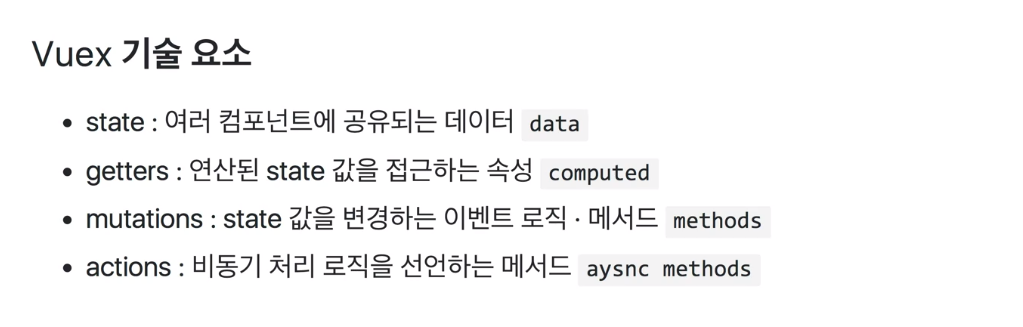 Vuex 기술 요소
• state : 여러 컴포넌트에 공유되는 데이터 data
• getters : 연산된 state 값을 접근하는 속성 computed
• mutations : state 값을 변경하는 이벤트 로직 · 메서드 methods
• actions : 비동기 처리 로직을 선언하는 메서드 aysnc methods